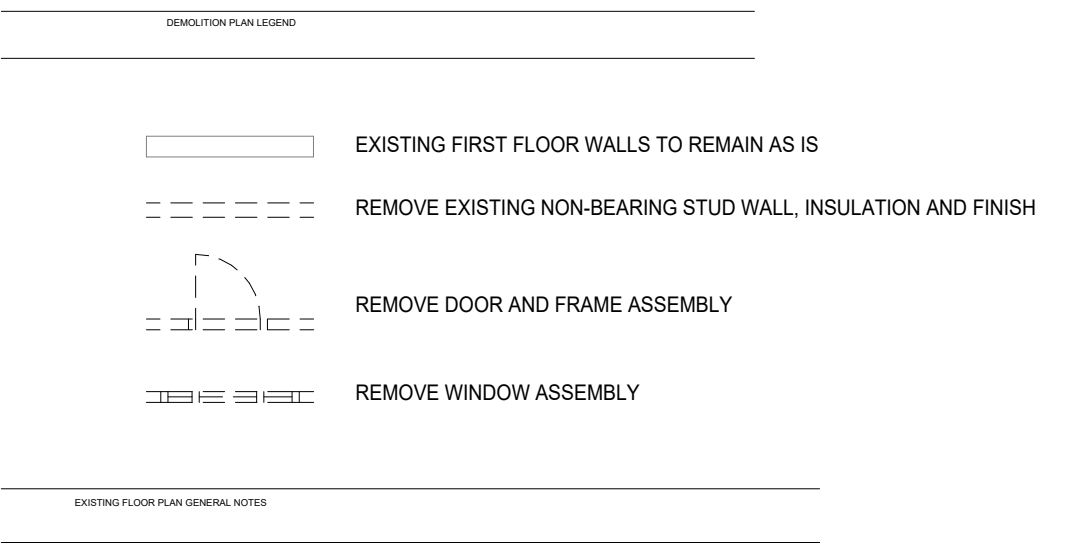 DEMOLITION PLAN LEGEND
EXISTING FIRST FLOOR WALLS TO REMAIN AS IS
REMOVE EXISTING NON-BEARING STUD WALL, INSULATION AND FINISH
REMOVE DOOR AND FRAME ASSEMBLY
REMOVE WINDOW ASSEMBLY
EXISTING FLOOR PLAN GENERAL NOTES